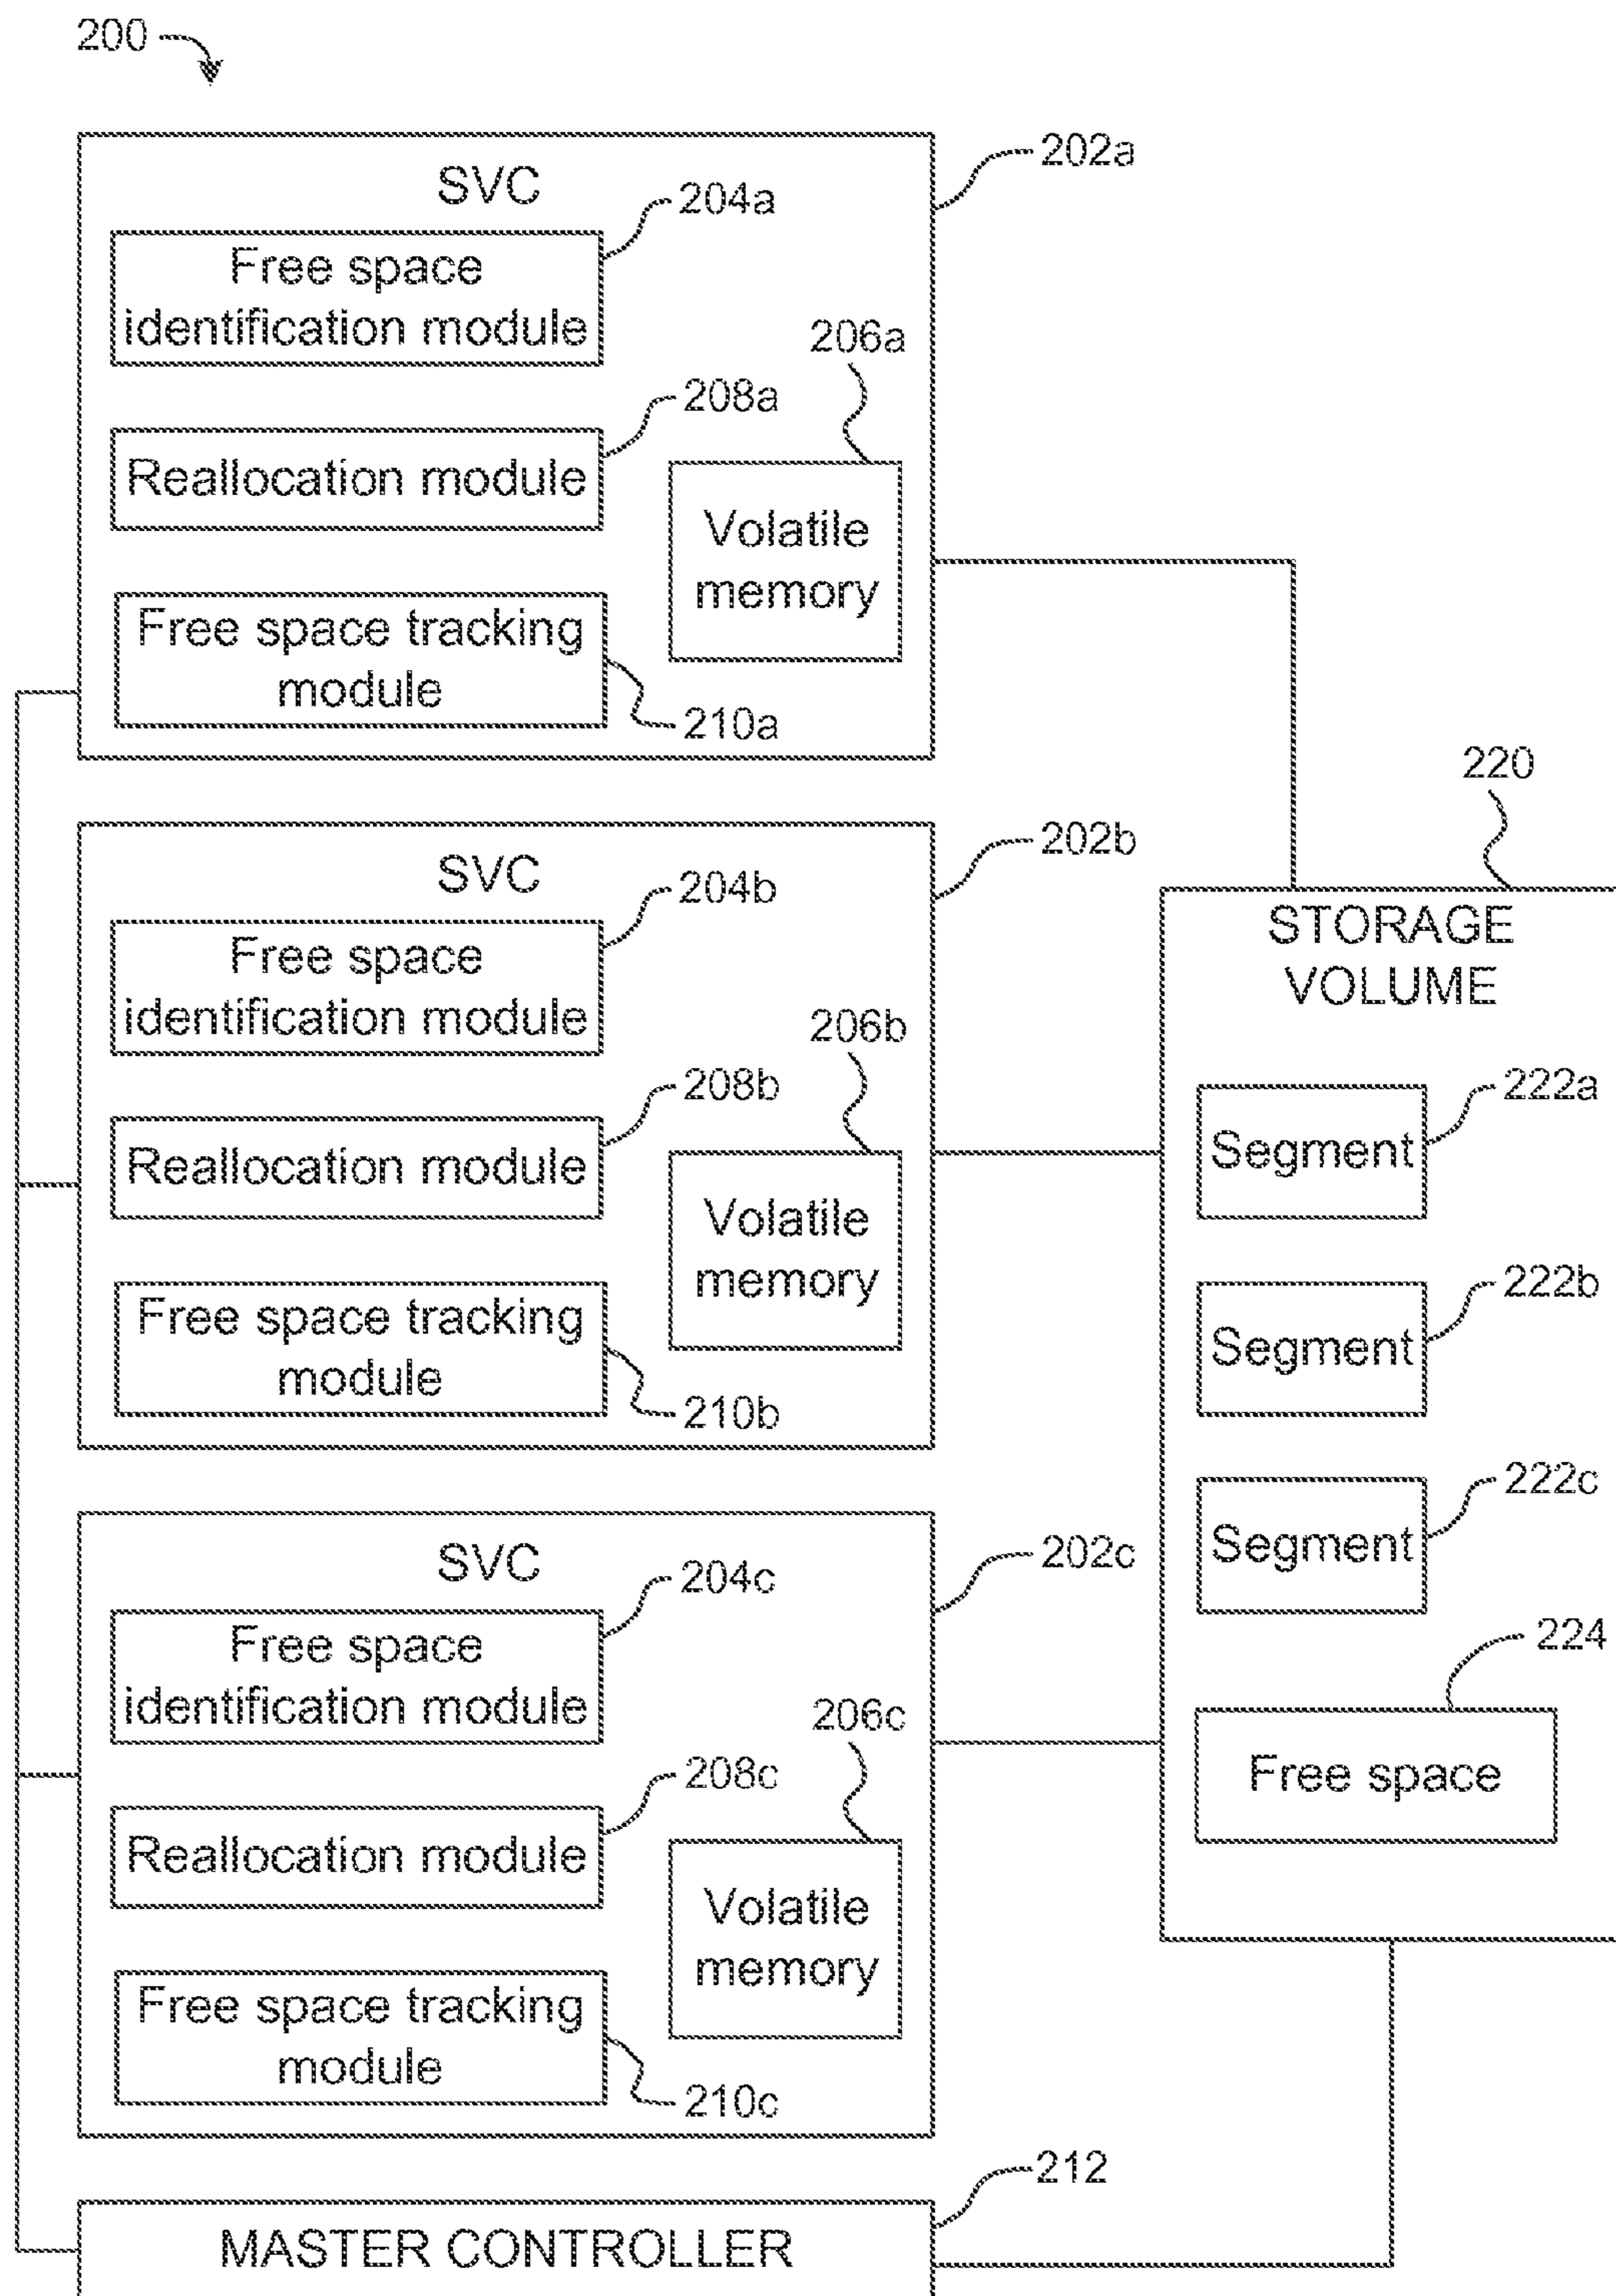 200
202a
SVC
204a
Free space
identification module
206a
208a
Reallocation module
Volatile
memory
Free space tracking
module
210a
220
202b
SVC
204b
Free space
identification module
206b
208b
Reallocation module
Volatile
memory
Free space tracking
module
210b
STORAGE
VOLUME
222a
Segment
222b
Segment
222c
Segment
224
Free space
202c
SVC
204c
Free space
identification module
206c
208c
Reallocation module
Volatile
memory
Free space tracking
module
210c
212
MASTER CONTROLLER